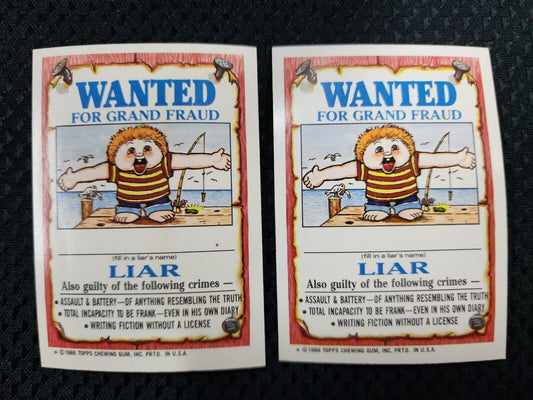 WANTED
FOR GRAND FRAUD
(fill in a liar's name)
LIAR
Also guilty of the following crimes —
• ASSAULT & BATTERY—OF ANYTHING RESEMBLING THE TRUTH
• TOTAL INCAPACITY TO BE FRANK—EVEN IN HIS OWN DIARY
• WRITING FICTION WITHOUT A LICENSE
* ©1986 TOPPS CHEWING GUM, INC. PRTD. IN U.S.A.
WANTED
FOR GRAND FRAUD
(fill in a liar's name)
LIAR
Also guilty of the following crimes —
• ASSAULT & BATTERY—OF ANYTHING RESEMBLING THE TRUTH
• TOTAL INCAPACITY TO BE FRANK—EVEN IN HIS OWN DIARY
• WRITING FICTION WITHOUT A LICENSE
* ©1986 TOPPS CHEWING GUM, INC. PRTD. IN U.S.A.